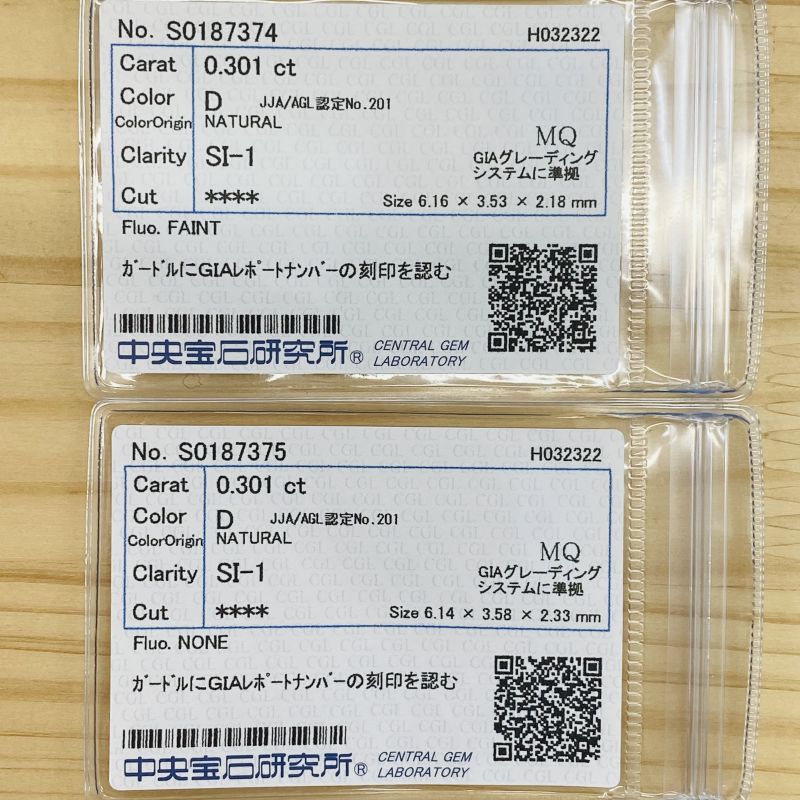 No. S0187374
H032322
Carat 0.301 ct
Color D JJA/AGL認定No.201
ColorOrigin NATURAL
MQ
Clarity SI-1
GIAグレーディング
システムに準拠
Cut ****
Size 6.16 × 3.53 × 2.18 mm
Fluo. FAINT
ガードルにGIAレポートナンバーの刻印を認む
中央宝石研究所® CENTRAL GEM
LABORATORY
No. S0187375
H032322
Carat 0.301 ct
Color D JJA/AGL認定No.201
ColorOrigin NATURAL
MQ
Clarity SI-1
GIAグレーディング
システムに準拠
Cut ****
Size 6.14 × 3.58 × 2.33 mm
Fluo. NONE
ガードルにGIAレポートナンバーの刻印を認む
中央宝石研究所® CENTRAL GEM
LABORATORY